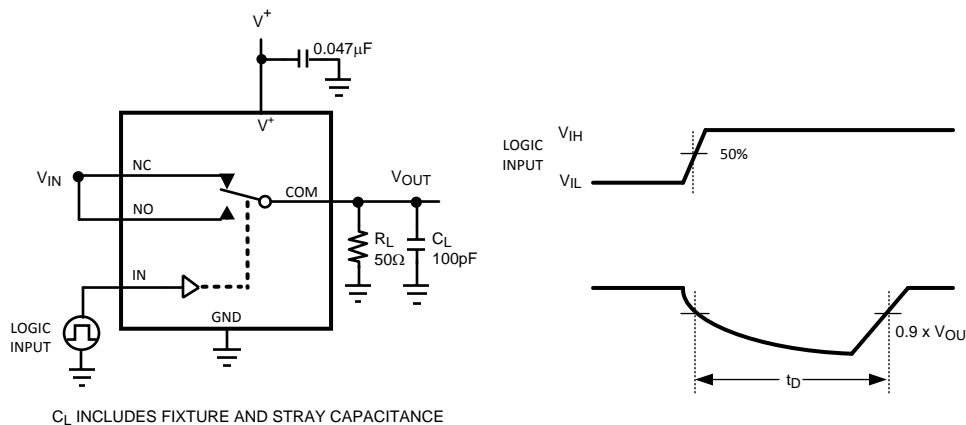 V+
0.047μF
V+
VIN
NC
NO
COM
VOUT
RL
50Ω
CL
100pF
IN
GND
LOGIC
INPUT
CL INCLUDES FIXTURE AND STRAY CAPACITANCE
LOGIC
INPUT
VIH
VIL
50%
0.9 x VOU
tD